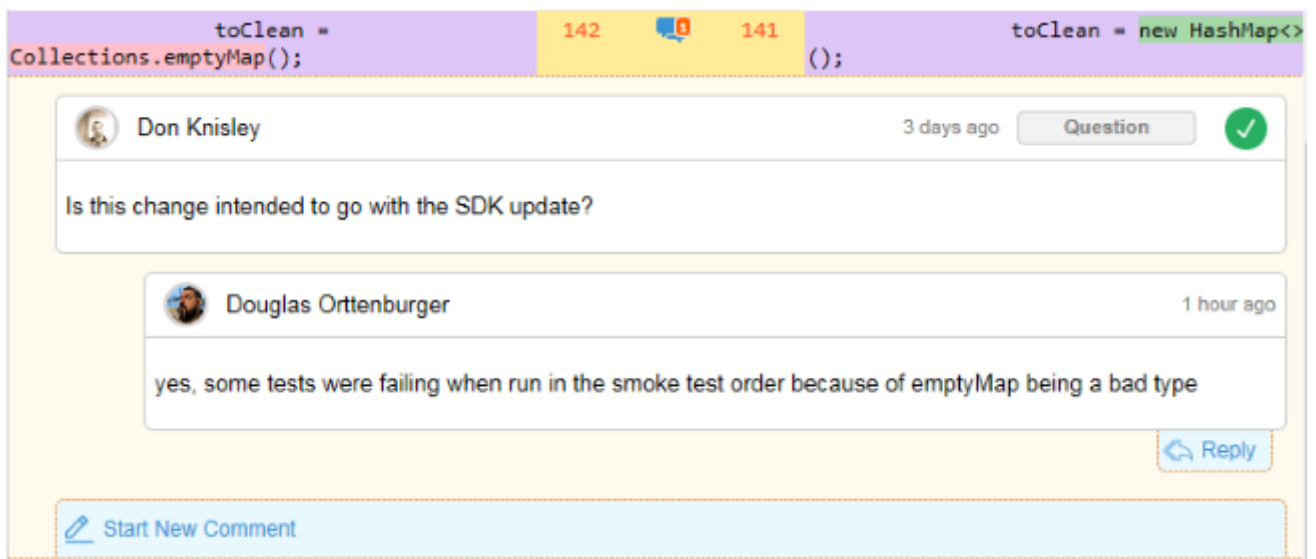 toClean =
Collections.emptyMap();
142 1 141
toClean = new HashMap<>
();
Don Knisley
3 days ago Question
Is this change intended to go with the SDK update?
Douglas Orttenburger
1 hour ago
yes, some tests were failing when run in the smoke test order because of emptyMap being a bad type
Reply
Start New Comment